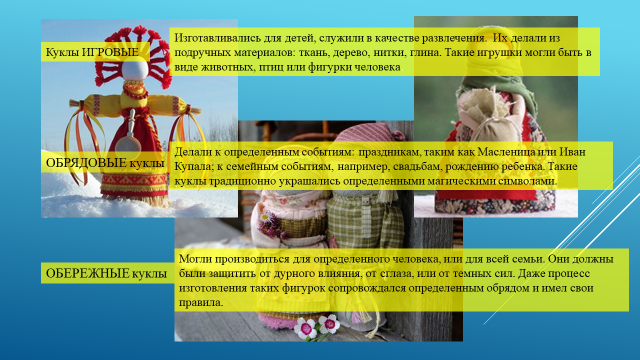 Куклы ИГРОВЫЕ
Изготавливались для детей, служили в качестве развлечения. Их делали из
подручных материалов: ткань, дерево, нитки, глина. Такие игрушки могли быть в
виде животных, птиц или фигурки человека
ОБРЯДОВЫЕ куклы
Делали к определенным событиям: праздникам, таким как Масленица или Иван
Купала; к семейным событиям, например, свадьбам, рождению ребенка. Такие
куклы традиционно украшались определенными магическими символами.
ОБЕРЕЖНЫЕ куклы
Могли производиться для определенного человека, или для всей семьи. Они должны
были защитить от дурного влияния, от сглаза, или от темных сил. Даже процесс
изготовления таких фигурок сопровождался определенным обрядом и имел свои
правила.